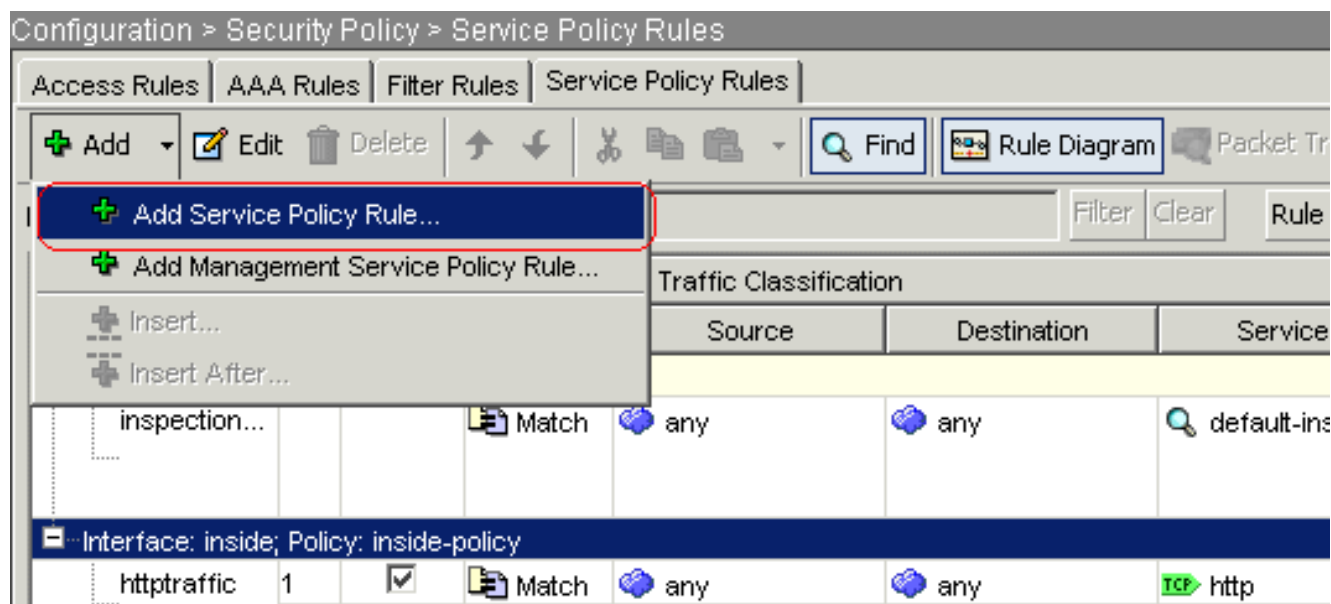 Configuration > Security Policy > Service Policy Rules
Access Rules AAA Rules Filter Rules Service Policy Rules
Add Edit Delete Find Rule Diagram Packet Tr
Add Service Policy Rule... Filter Clear Rule
Add Management Service Policy Rule... Traffic Classification
Insert... Source Destination Service
Insert After...
inspection... Match any any default-ins
Interface: inside; Policy: inside-policy
httptraffic 1 Match any any TCP http